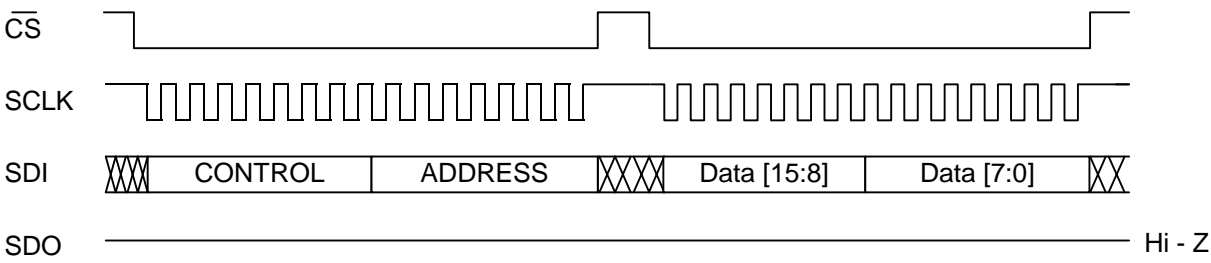 CS
SCLK
SDI CONTROL ADDRESS Data [15:8] Data [7:0]
SDO Hi - Z